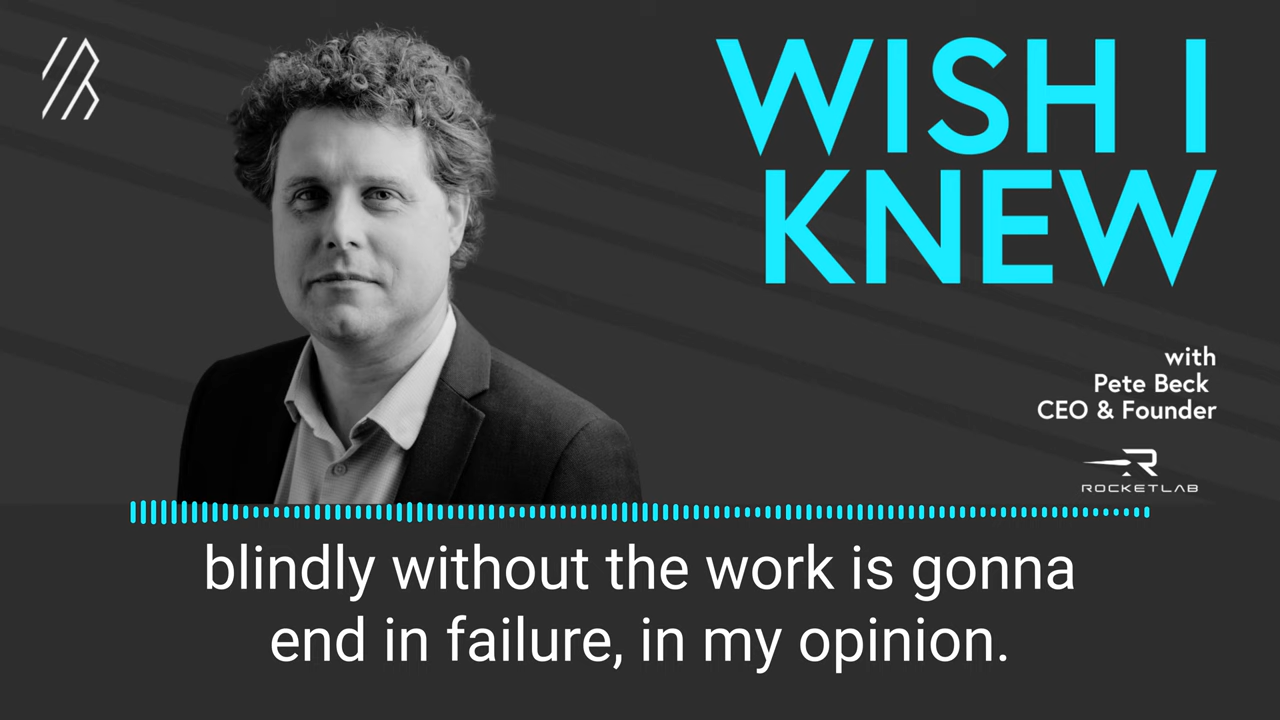 WISH I
KNEW
with
Pete Beck
CEO & Founder
ROCKETLAB
blindly without the work is gonna
end in failure, in my opinion.